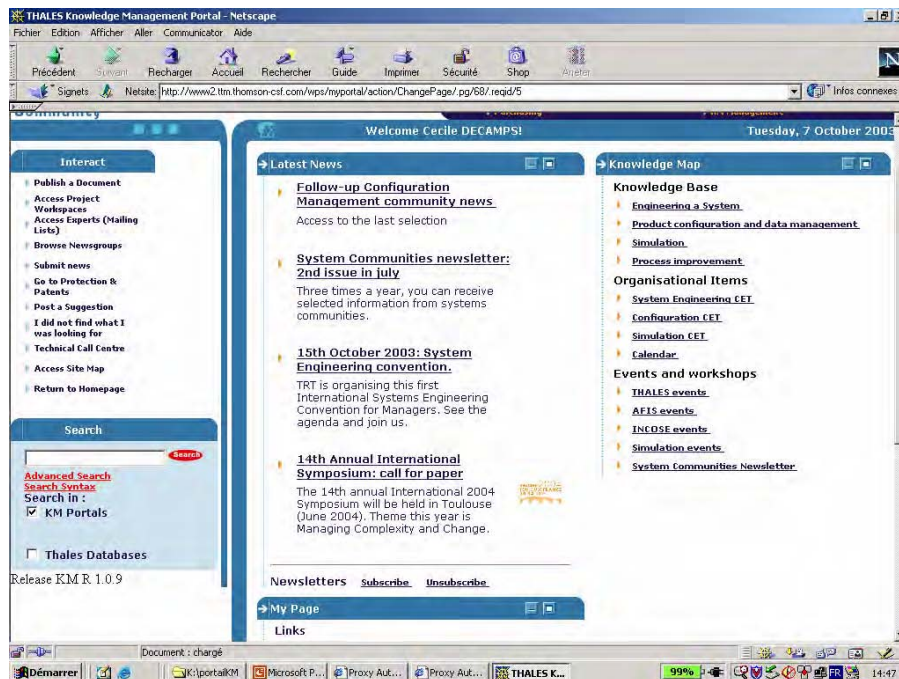 THALES Knowledge Management Portal - Netscape
Fichier Edition Afficher Aller Communicator Aide
Précédent Suivant Recharger Accueil Rechercher Guide Imprimer Sécurité Shop Arrêter
Signets Netsite: http://www2.ttm.thomson-csf.com/wps/myportal/action/ChangePage/.pg/68/.reqid/5 Infos connexes
Community
Welcome Cecile DECAMPS! Tuesday, 7 October 2003
Interact
Publish a Document
Access Project
Workspaces
Access Experts (Mailing
Lists)
Browse Newsgroups
Submit news
Go to Protection &
Patents
Post a Suggestion
I did not find what I
was looking for
Technical Call Centre
Access Site Map
Return to Homepage
Search
Search
Advanced Search
Search Syntax
Search in :
KM Portals
Thales Databases
Release KM R 1.0.9
Latest News
Follow-up Configuration
Management community news
Access to the last selection
System Communities newsletter:
2nd issue in july
Three times a year, you can receive
selected information from systems
communities.
15th October 2003: System
Engineering convention.
TRT is organising this first
International Systems Engineering
Convention for Managers. See the
agenda and join us.
14th Annual International
Symposium: call for paper
The 14th annual International 2004
Symposium will be held in Toulouse
(June 2004). Theme this year is
Managing Complexity and Change.
Newsletters Subscribe Unsubscribe
My Page
Links
Knowledge Map
Knowledge Base
Engineering a System
Product configuration and data management
Simulation
Process improvement
Organisational Items
System Engineering CET
Configuration CET
Simulation CET
Calendar
Events and workshops
THALES events
AFIS events
INCOSE events
Simulation events
System Communities Newsletter
Document : chargé
Démarrer K:\portailKM Microsoft P... Proxy Aut... Proxy Aut... THALES K... 99% FR 14:47